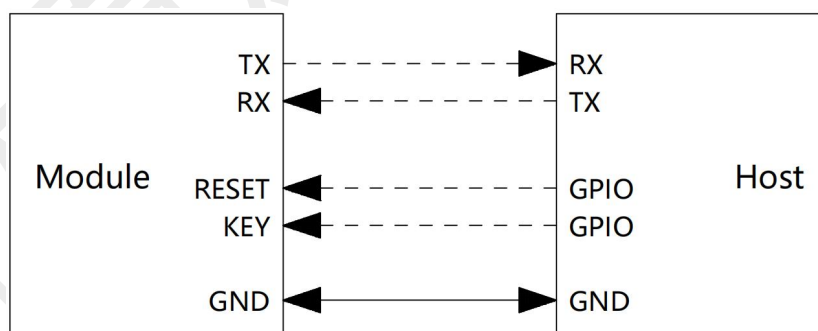 TX RX
RX TX
Module RESET GPIO Host
KEY GPIO
GND GND